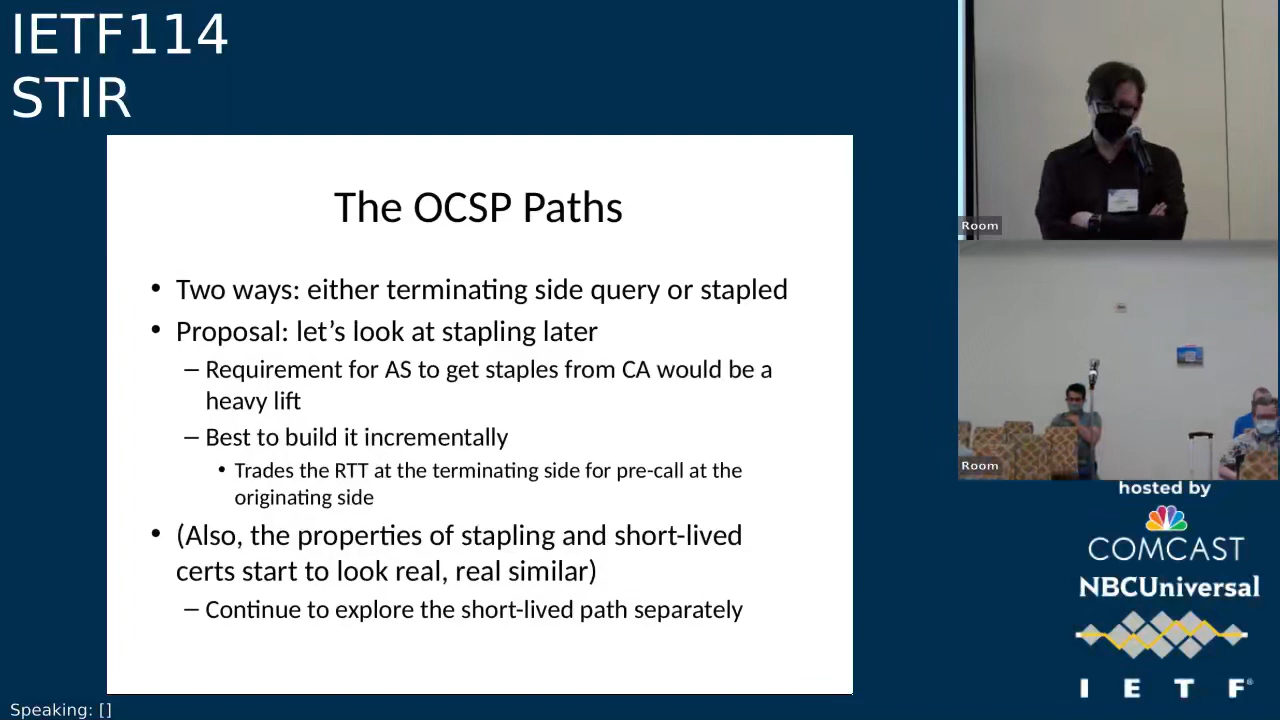 IETF114
STIR
The OCSP Paths
• Two ways: either terminating side query or stapled
• Proposal: let’s look at stapling later
– Requirement for AS to get staples from CA would be a
heavy lift
– Best to build it incrementally
• Trades the RTT at the terminating side for pre-call at the
originating side
• (Also, the properties of stapling and short-lived
certs start to look real, real similar)
– Continue to explore the short-lived path separately
Room
Room
hosted by
COMCAST
NBCUniversal
I E T F®
Speaking: []